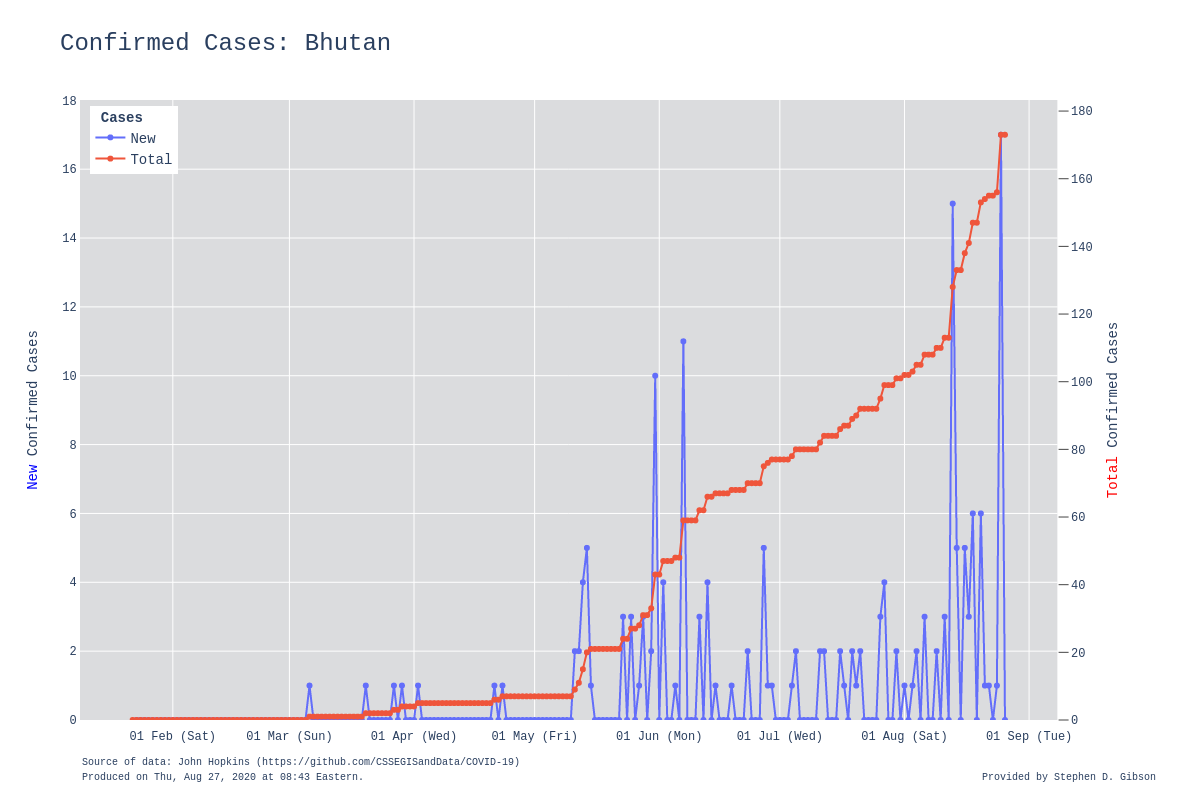 Confirmed Cases: Bhutan
Cases
New
Total
18
16
14
12
10
8
6
4
2
0
180
160
140
120
100
80
60
40
20
0
New Confirmed Cases
Total Confirmed Cases
01 Feb (Sat) 01 Mar (Sun) 01 Apr (Wed) 01 May (Fri) 01 Jun (Mon) 01 Jul (Wed) 01 Aug (Sat) 01 Sep (Tue)
Source of data: John Hopkins (https://github.com/CSSEGISandData/COVID-19)
Produced on Thu, Aug 27, 2020 at 08:43 Eastern.
Provided by Stephen D. Gibson